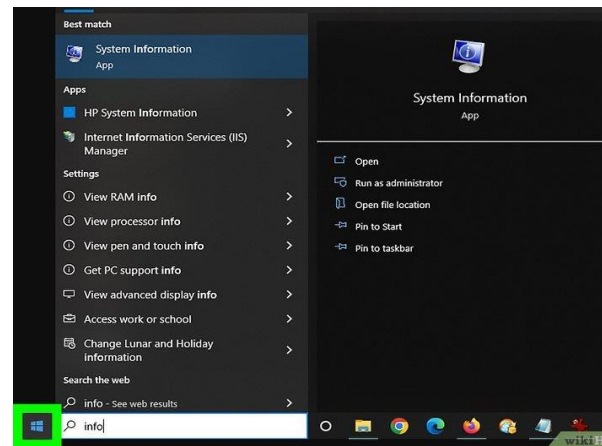 Best match
System Information
App
Apps
HP System Information
Internet Information Services (IIS)
Manager
Settings
View RAM info
View processor info
View pen and touch info
Get PC support info
View advanced display info
Access work or school
Change Lunar and Holiday
information
Search the web
info - See web results
info
System Information
App
Open
Run as administrator
Open file location
Pin to Start
Pin to taskbar